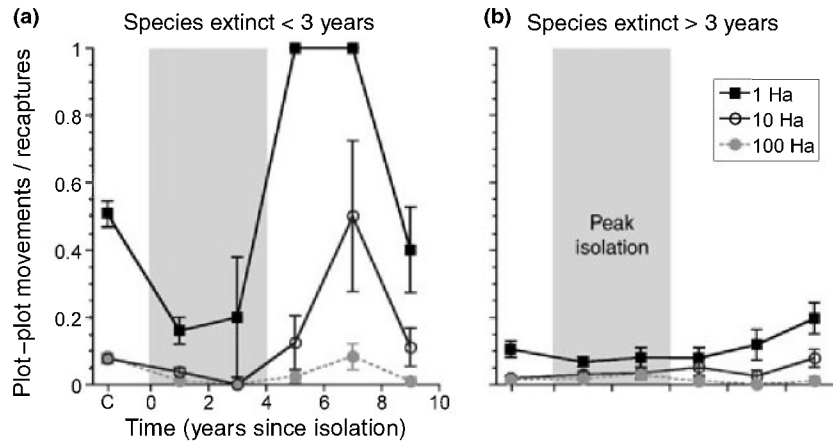 (a)
Species extinct < 3 years
(b)
Species extinct > 3 years
Plot–plot movements / recaptures
1
0.8
0.6
0.4
0.2
0
C
0
2
4
6
8
10
Time (years since isolation)
1 Ha
10 Ha
100 Ha
Peak
isolation